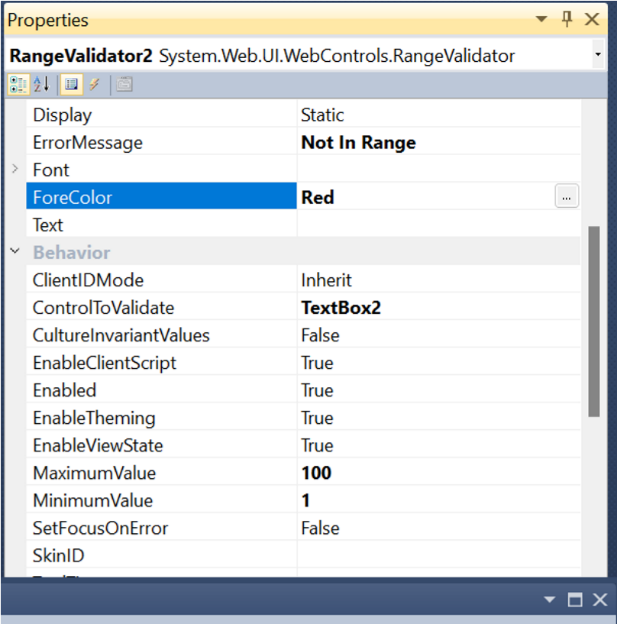 Properties
RangeValidator2 System.Web.UI.WebControls.RangeValidator
Display Static
ErrorMessage Not In Range
Font
ForeColor Red ...
Text
Behavior
ClientIDMode Inherit
ControlToValidate TextBox2
CultureInvariantValues False
EnableClientScript True
Enabled True
EnableTheming True
EnableViewState True
MaximumValue 100
MinimumValue 1
SetFocusOnError False
SkinID